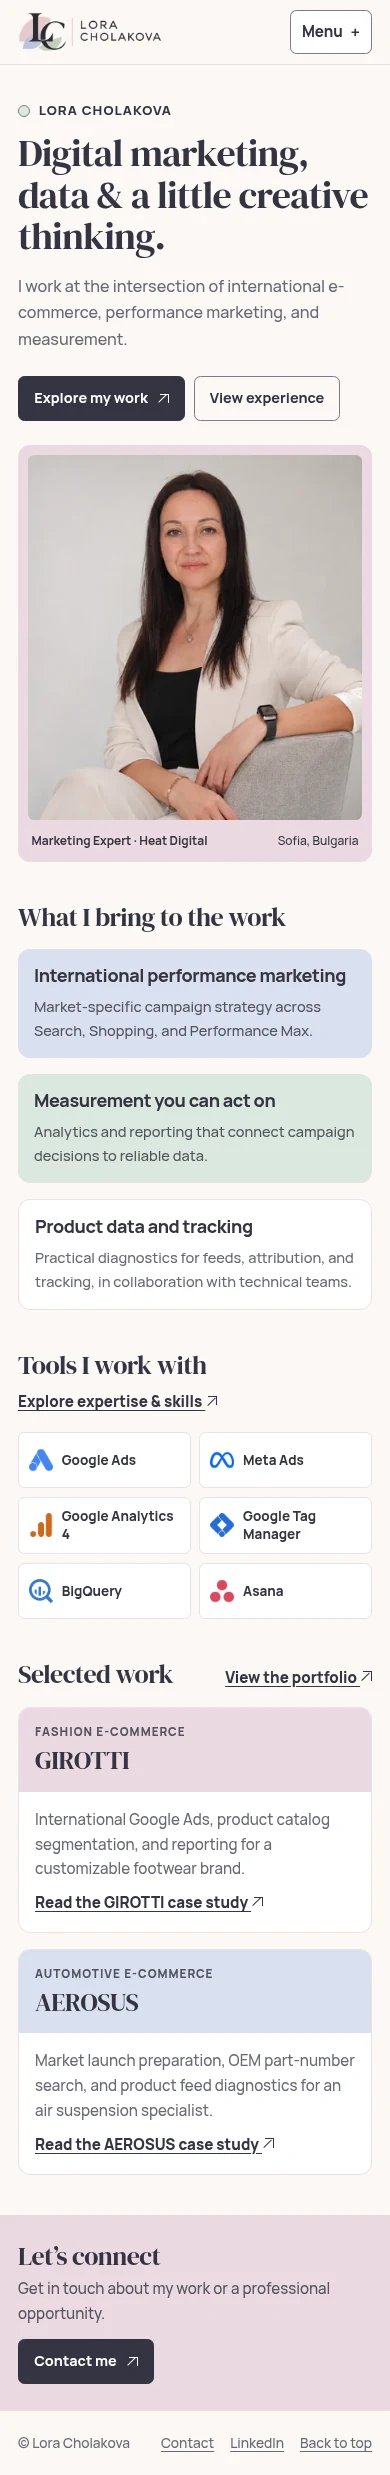 LC
LORA
CHOLAKOVA
Menu +
LORA CHOLAKOVA
Digital marketing,
data & a little creative
thinking.
I work at the intersection of international e-
commerce, performance marketing, and
measurement.
Explore my work
View experience
Marketing Expert · Heat Digital
Sofia, Bulgaria
What I bring to the work
International performance marketing
Market-specific campaign strategy across
Search, Shopping, and Performance Max.
Measurement you can act on
Analytics and reporting that connect campaign
decisions to reliable data.
Product data and tracking
Practical diagnostics for feeds, attribution, and
tracking, in collaboration with technical teams.
Tools I work with
Explore expertise & skills
Google Ads
Meta Ads
Google Analytics
4
Google Tag
Manager
BigQuery
Asana
Selected work
View the portfolio
FASHION E-COMMERCE
GIROTTI
International Google Ads, product catalog
segmentation, and reporting for a
customizable footwear brand.
Read the GIROTTI case study
AUTOMOTIVE E-COMMERCE
AEROSUS
Market launch preparation, OEM part-number
search, and product feed diagnostics for an
air suspension specialist.
Read the AEROSUS case study
Let’s connect
Get in touch about my work or a professional
opportunity.
Contact me
© Lora Cholakova
Contact
LinkedIn
Back to top